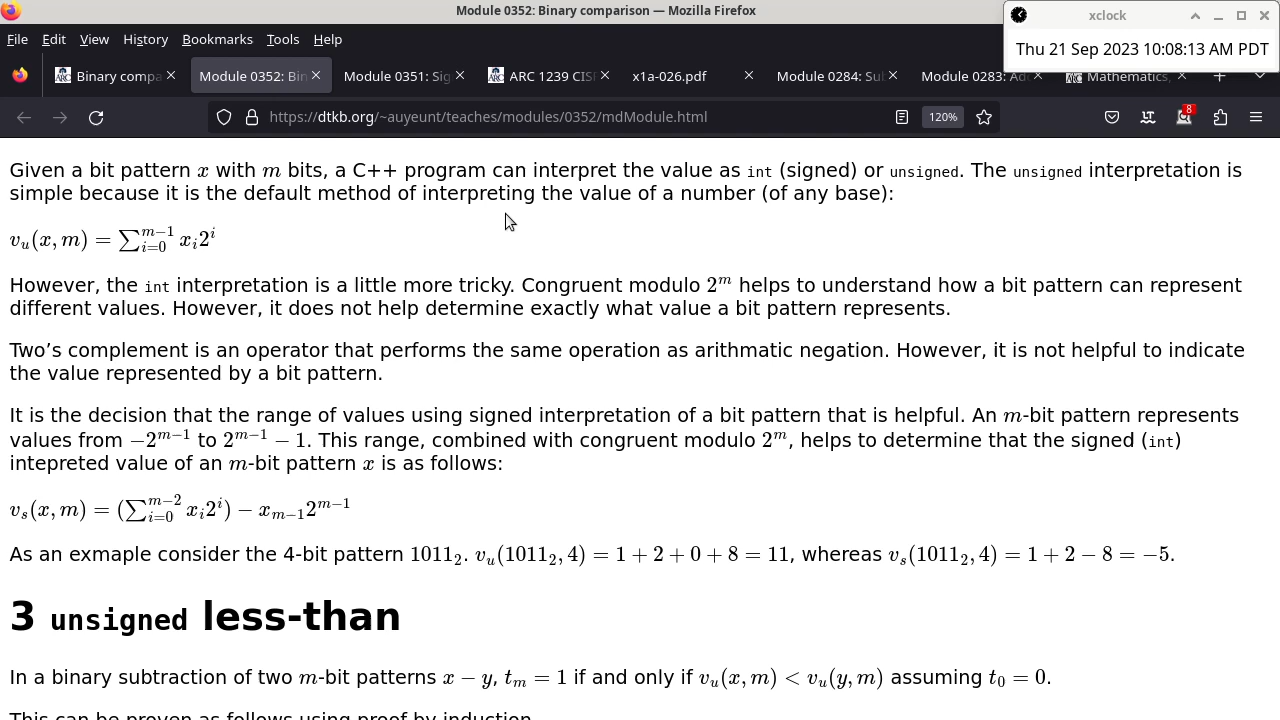 Module 0352: Binary comparison — Mozilla Firefox
xclock
Thu 21 Sep 2023 10:08:13 AM PDT
File Edit View History Bookmarks Tools Help
Binary compa
Module 0352: Bin
Module 0351: Sig
ARC 1239 CISI
x1a-026.pdf
Module 0284: Sul
Module 0283: Ad
Mathematics,
https://dtkb.org/~auyeunt/teaches/modules/0352/mdModule.html
120%
8
Given a bit pattern x with m bits, a C++ program can interpret the value as int (signed) or unsigned. The unsigned interpretation is
simple because it is the default method of interpreting the value of a number (of any base):
v_u(x, m) = ∑_{i=0}^{m−1} x_i 2^i
However, the int interpretation is a little more tricky. Congruent modulo 2^m helps to understand how a bit pattern can represent
different values. However, it does not help determine exactly what value a bit pattern represents.
Two’s complement is an operator that performs the same operation as arithmatic negation. However, it is not helpful to indicate
the value represented by a bit pattern.
It is the decision that the range of values using signed interpretation of a bit pattern that is helpful. An m-bit pattern represents
values from −2^{m−1} to 2^{m−1} − 1. This range, combined with congruent modulo 2^m, helps to determine that the signed (int)
intepreted value of an m-bit pattern x is as follows:
v_s(x, m) = (∑_{i=0}^{m−2} x_i 2^i) − x_{m−1} 2^{m−1}
As an exmaple consider the 4-bit pattern 1011_2. v_u(1011_2, 4) = 1 + 2 + 0 + 8 = 11, whereas v_s(1011_2, 4) = 1 + 2 − 8 = −5.
3 unsigned less-than
In a binary subtraction of two m-bit patterns x − y, t_m = 1 if and only if v_u(x, m) < v_u(y, m) assuming t_0 = 0.
This can be proven as follows using proof by induction.